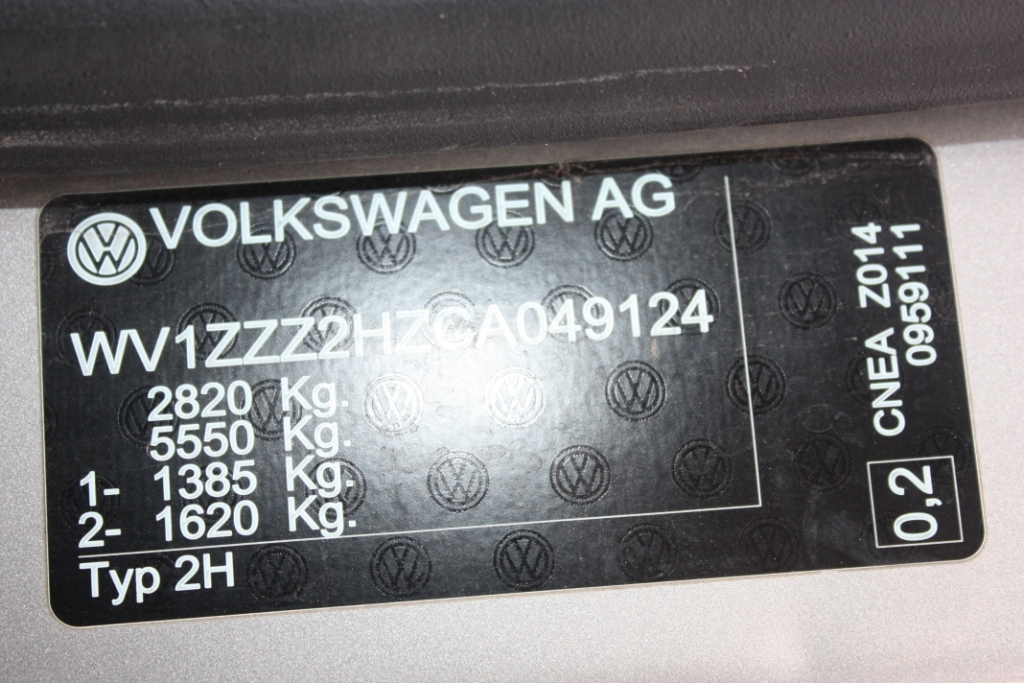 VOLKSWAGEN AG
WV1ZZZ2HZCA049124
2820 Kg.
5550 Kg.
1- 1385 Kg.
2- 1620 Kg.
Typ 2H
CNEA Z014
0959111
0,2